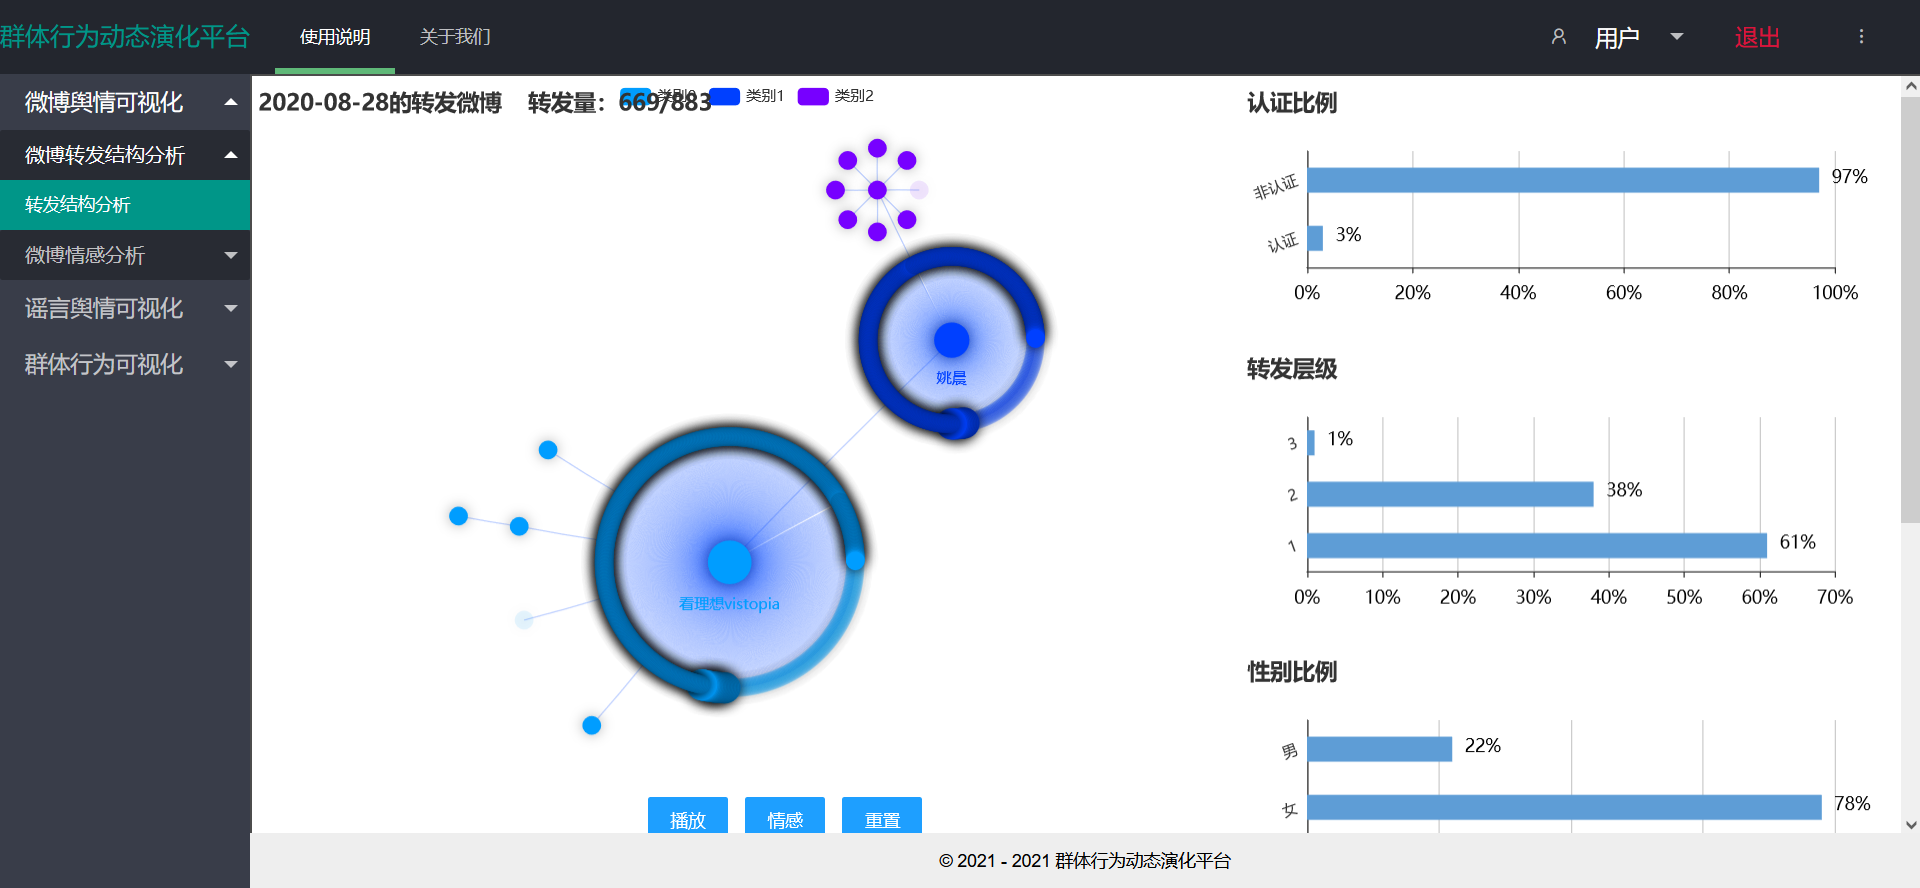 群体行为动态演化平台
使用说明
关于我们
用户
退出
微博舆情可视化
微博转发结构分析
转发结构分析
微博情感分析
谣言舆情可视化
群体行为可视化
2020-08-28的转发微博 转发量：669/883
类别0
类别1
类别2
姚晨
看理想vistopia
播放
情感
重置
认证比例
非认证
97%
认证
3%
0% 20% 40% 60% 80% 100%
转发层级
3
1%
2
38%
1
61%
0% 10% 20% 30% 40% 50% 60% 70%
性别比例
男
22%
女
78%
© 2021 - 2021 群体行为动态演化平台